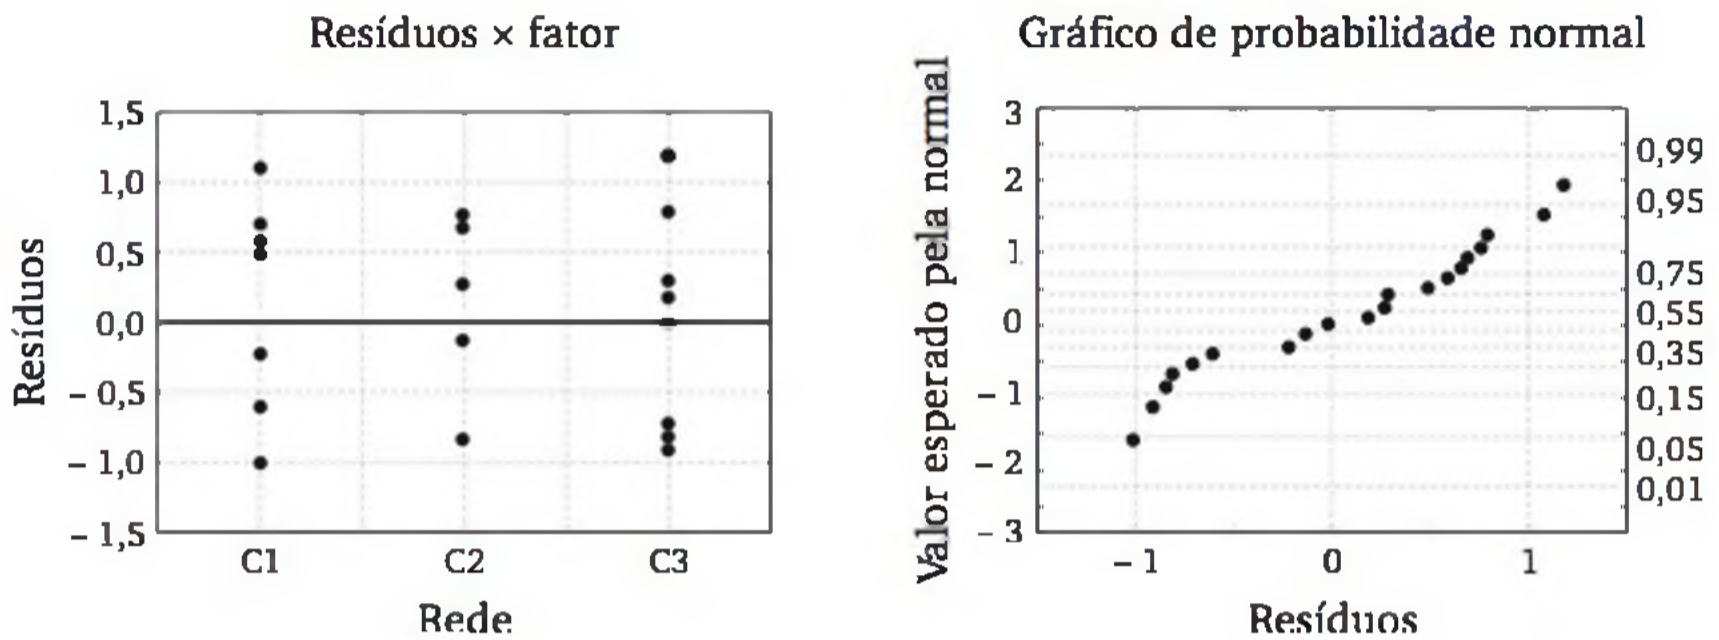 Resíduos × fator
Resíduos
1,5
1,0
0,5
0,0
– 0,5
– 1,0
– 1,5
C1 C2 C3
Rede
Gráfico de probabilidade normal
Valor esperado pela normal
3
2
1
0
– 1
– 2
– 3
0,99
0,95
0,75
0,55
0,35
0,15
0,05
0,01
– 1 0 1
Resíduos